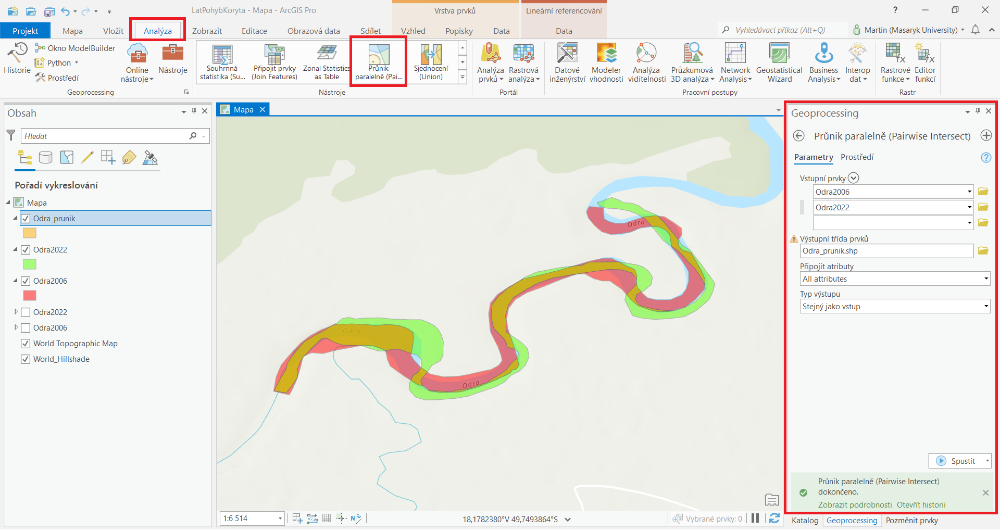 LatPohybKoryta - Mapa - ArcGIS Pro
Vrstva prvků
Lineární referencování
?
Projekt
Mapa
Vložit
Analýza
Zobrazit
Editace
Obrazová data
Sdílet
Vzhled
Popisky
Data
Data
Vyhledávací příkaz (Alt+Q)
Martin (Masaryk University)
Historie
Okno ModelBuilder
Python
Prostředí
Online
nástroje
Nástroje
Geoprocessing
Souhrnná
statistika (Su...
Připojit prvky
(Join Features)
Zonal Statistics
as Table
Průnik
paralelně (Pai...
Sjednocení
(Union)
Nástroje
Analýza
prvků
Rastrová
analýza
Portál
Datové
inženýrství
Modeler
vhodnosti
Analýza
viditelnosti
Průzkumová
3D analýza
Network
Analysis
Geostatistical
Wizard
Business
Analysis
Interop
dat
Pracovní postupy
Rastrové
funkce
Editor
funkcí
Rastr
Obsah
Hledat
Pořadí vykreslování
Mapa
Odra_prunik
Odra2022
Odra2006
Odra2022
Odra2006
World Topographic Map
World_Hillshade
Mapa
Odra
Odra
Odra
1:6 514
18,1782380°V 49,7493864°S
Vybrané prvky: 0
Geoprocessing
Průnik paralelně (Pairwise Intersect)
Parametry
Prostředí
?
Vstupní prvky
Odra2006
Odra2022
Výstupní třída prvků
Odra_prunik.shp
Připojit atributy
All attributes
Typ výstupu
Stejný jako vstup
Spustit
Průnik paralelně (Pairwise Intersect)
dokončeno.
Zobrazit podrobnosti Otevřít historii
Katalog
Geoprocessing
Pozměnit prvky